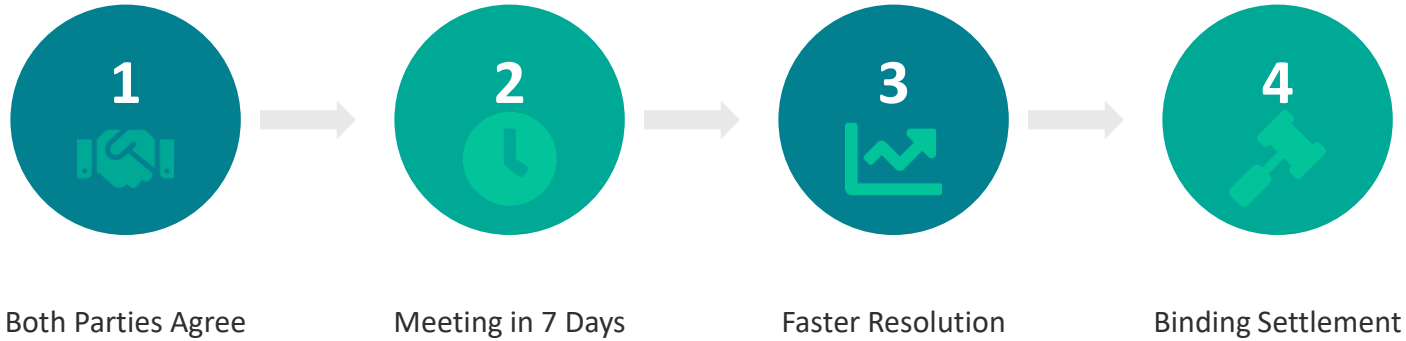 1
2
3
4
Both Parties Agree
Meeting in 7 Days
Faster Resolution
Binding Settlement